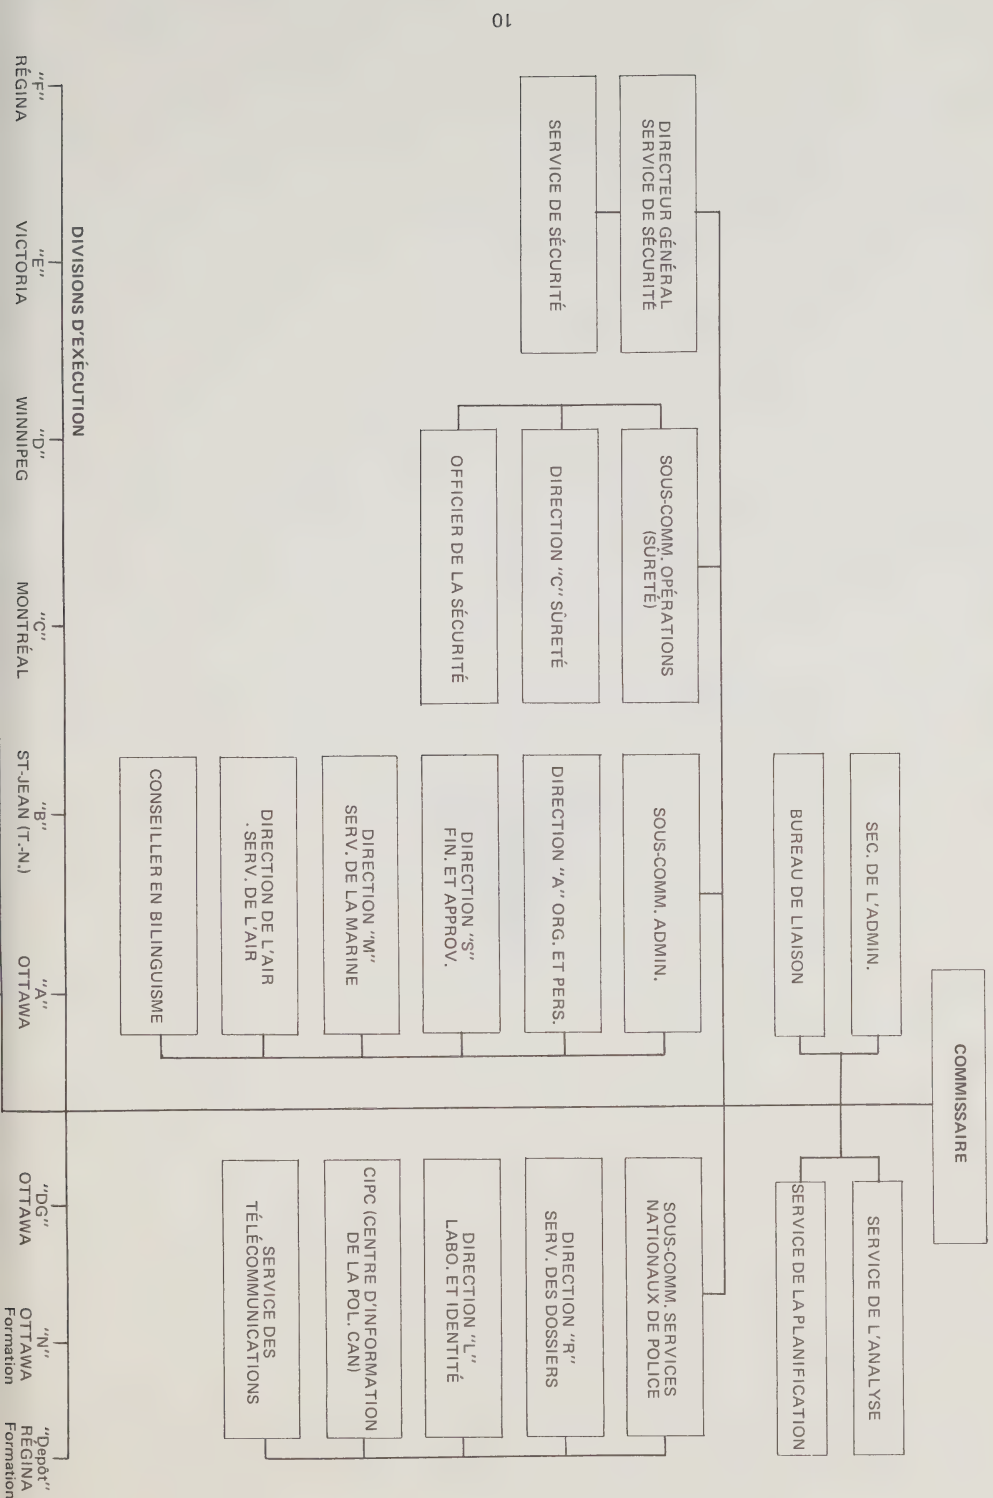 10
COMMISSAIRE
SEC. DE L'ADMIN.
BUREAU DE LIAISON
SERVICE DE L'ANALYSE
SERVICE DE LA PLANIFICATION
DIRECTEUR GÉNÉRAL
SERVICE DE SÉCURITÉ
SERVICE DE SÉCURITÉ
SOUS-COMM. OPÉRATIONS
(SÛRETÉ)
DIRECTION "C" SÛRETÉ
OFFICIER DE LA SÉCURITÉ
SOUS-COMM. ADMIN.
DIRECTION "A" ORG. ET PERS.
DIRECTION "S"
FIN. ET APPROV.
DIRECTION "M"
SERV. DE LA MARINE
DIRECTION DE L'AIR
. SERV. DE L'AIR
CONSEILLER EN BILINGUISME
SOUS-COMM. SERVICES
NATIONAUX DE POLICE
DIRECTION "R"
SERV. DES DOSSIERS
DIRECTION "L"
LABO. ET IDENTITÉ
CIPC (CENTRE D'INFORMATION
DE LA POL. CAN)
SERVICE DES
TÉLÉCOMMUNICATIONS
DIVISIONS D'EXÉCUTION
"F"
RÉGINA
"E"
VICTORIA
"D"
WINNIPEG
"C"
MONTRÉAL
"B"
ST-JEAN (T.-N.)
"A"
OTTAWA
"DG"
OTTAWA
"N"
OTTAWA
Formation
"Depôt"
RÉGINA
Formation